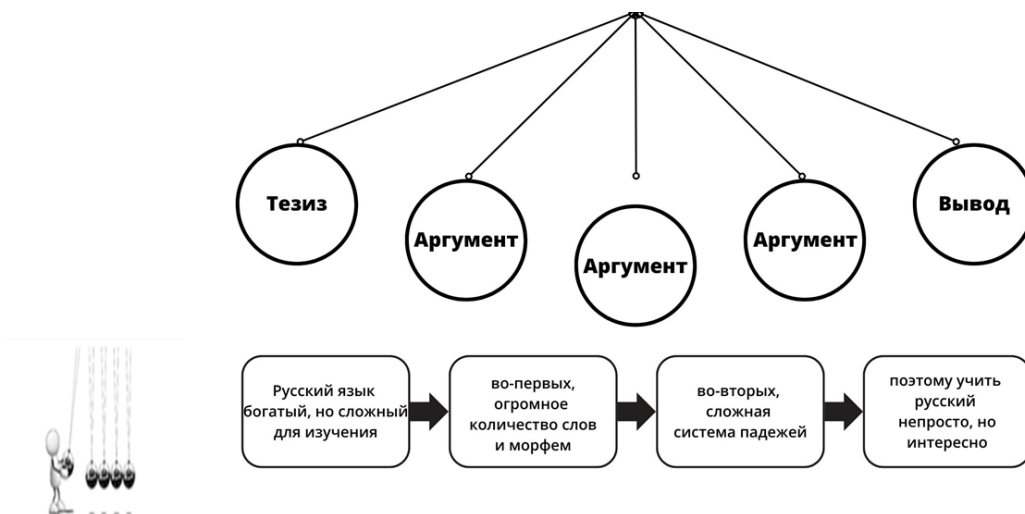 Тезиз
Аргумент
Аргумент
Аргумент
Вывод
Русский язык
богатый, но сложный
для изучения
во-первых,
огромное
количество слов
и морфем
во-вторых,
сложная
система падежей
поэтому учить
русский
непросто, но
интересно